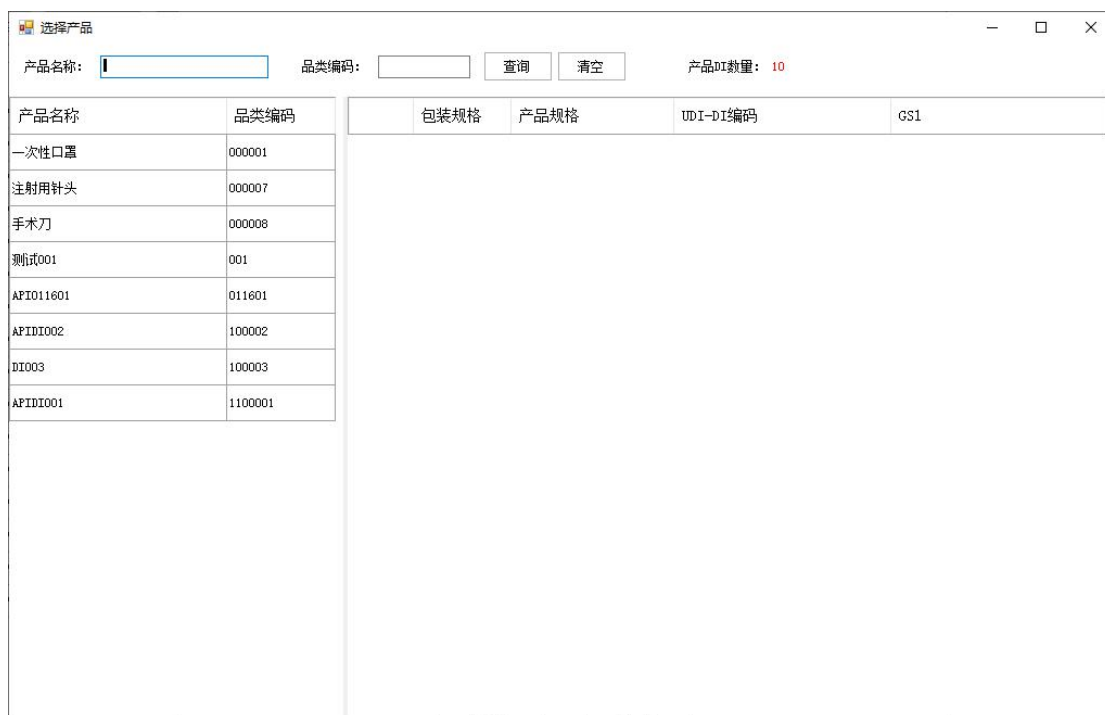 选择产品
产品名称： 品类编码： 查询 清空 产品DI数量： 10
产品名称 品类编码 包装规格 产品规格 UDI-DI编码 GS1
一次性口罩 000001
注射用针头 000007
手术刀 000008
测试001 001
API011601 011601
APIDI002 100002
DI003 100003
APIDI001 1100001